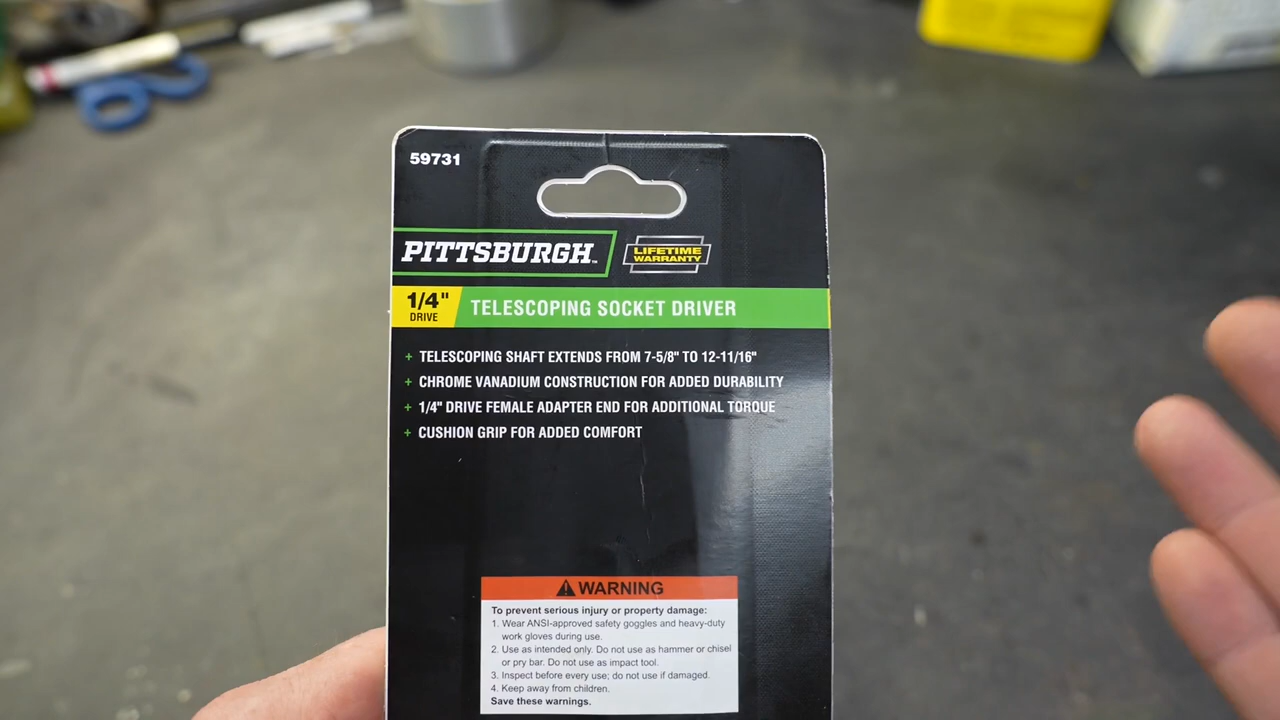 59731
PITTSBURGH™
LIFETIME
WARRANTY
1/4"
DRIVE
TELESCOPING SOCKET DRIVER
+ TELESCOPING SHAFT EXTENDS FROM 7-5/8" TO 12-11/16"
+ CHROME VANADIUM CONSTRUCTION FOR ADDED DURABILITY
+ 1/4" DRIVE FEMALE ADAPTER END FOR ADDITIONAL TORQUE
+ CUSHION GRIP FOR ADDED COMFORT
⚠ WARNING
To prevent serious injury or property damage:
1. Wear ANSI-approved safety goggles and heavy-duty
work gloves during use.
2. Use as intended only. Do not use as hammer or chisel
or pry bar. Do not use as impact tool.
3. Inspect before every use; do not use if damaged.
4. Keep away from children.
Save these warnings.